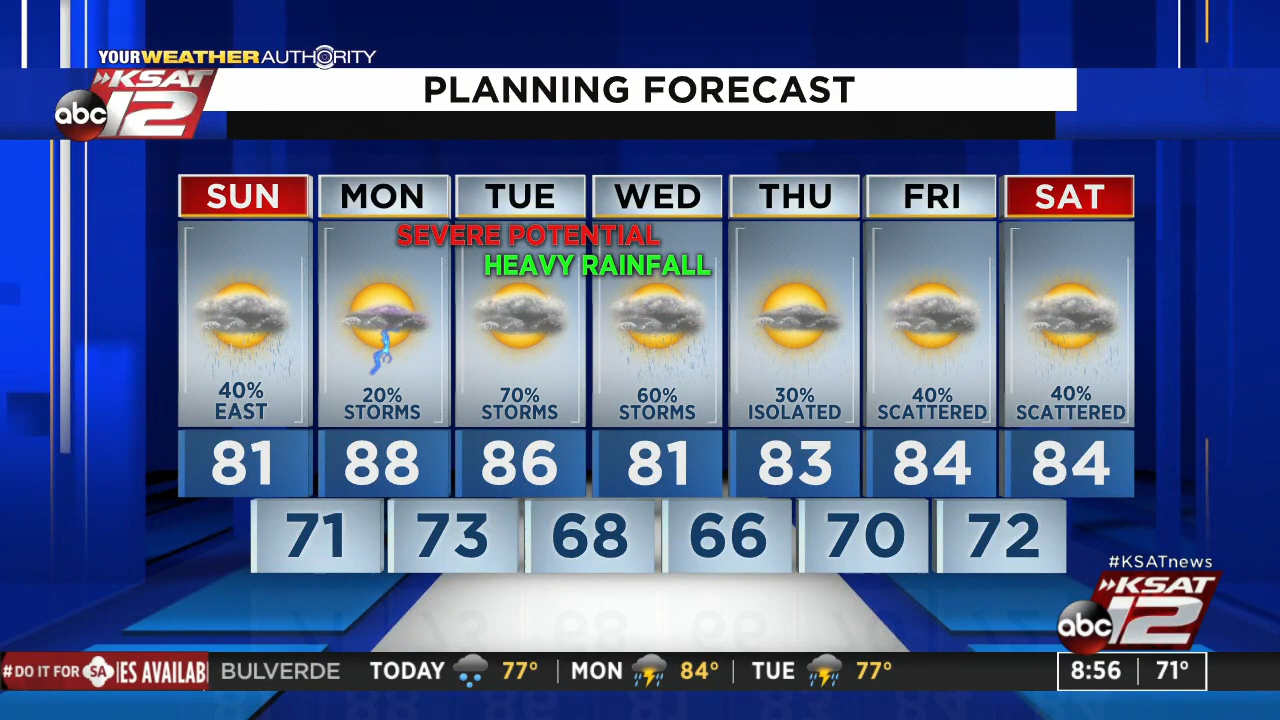 YOURWEATHERAUTHORITY
KSAT
abc 12
PLANNING FORECAST
SUN MON TUE WED THU FRI SAT
SEVERE POTENTIAL
HEAVY RAINFALL
40% 20% 70% 60% 30% 40% 40%
EAST STORMS STORMS STORMS ISOLATED SCATTERED SCATTERED
81 88 86 81 83 84 84
71 73 68 66 70 72
#KSATnews
KSAT
abc 12
#DO IT FOR SA IES AVAILAB BULVERDE TODAY 77° MON 84° TUE 77° 8:56 71°